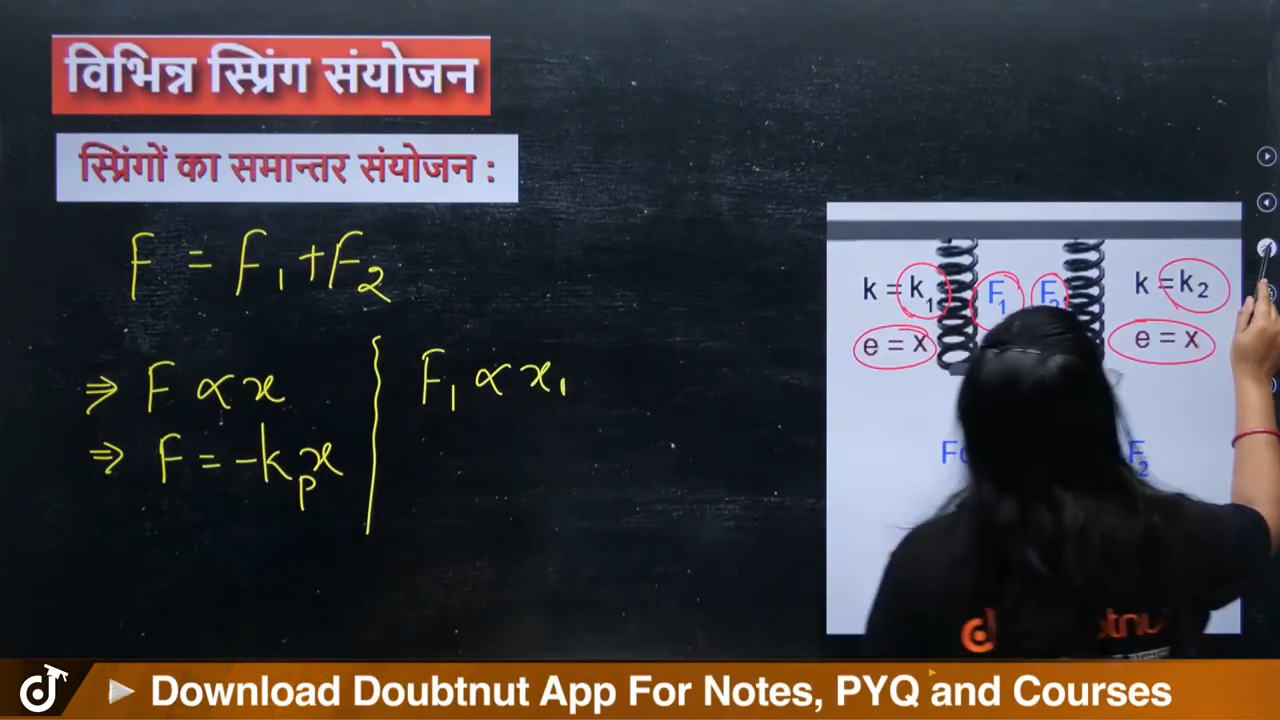 विभिन्न स्प्रिंग संयोजन
स्प्रिंगों का समान्तर संयोजन :
F = F₁ + F₂
⇒ F ∝ x
⇒ F = -kₚx
F₁ ∝ x₁
k = k₁
F₁
F₂
k = k₂
e = x
e = x
F₂
Download Doubtnut App For Notes, PYQ and Courses